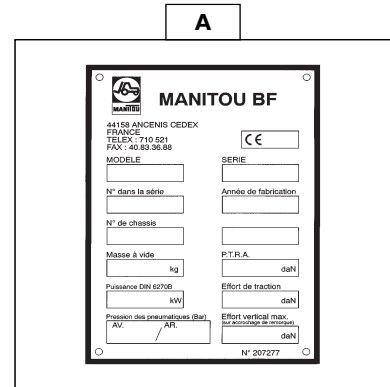 A
MANITOU
MANITOU BF
44158 ANCENIS CEDEX
FRANCE
TELEX : 710 521
FAX : 40.83.36.88
CE
MODELE
SERIE
N° dans la série
Année de fabrication
N° de chassis
Masse à vide
kg
P.T.R.A.
daN
Puissance DIN 6270B
kW
Effort de traction
daN
Pression des pneumatiques (Bar)
AV. / AR.
Effort vertical max.
(sur accrochage de remorque)
daN
N° 207277